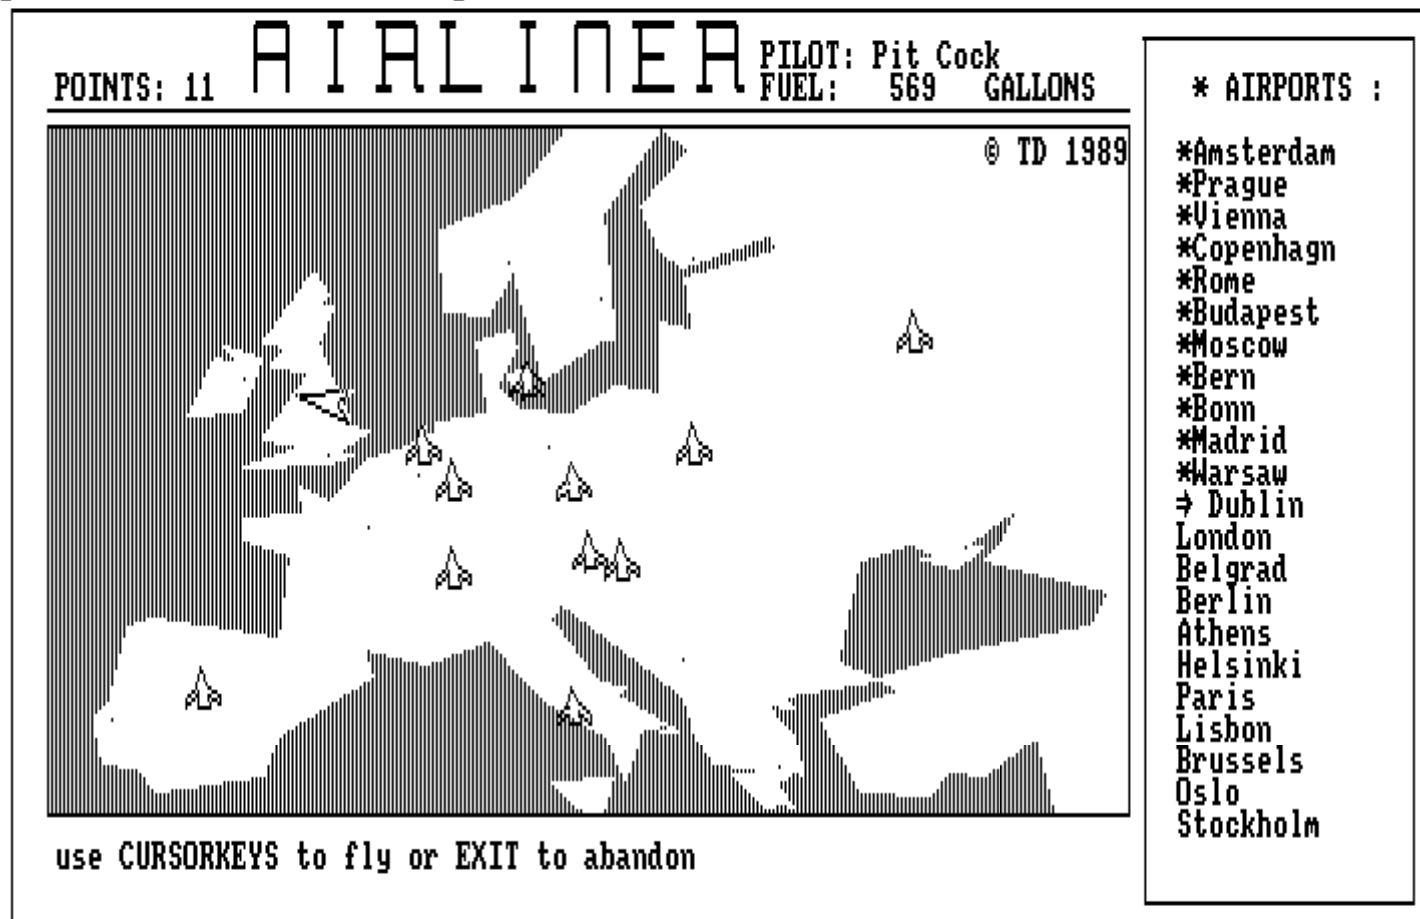 AIRLINER
PILOT: Pit Cock
POINTS: 11
FUEL: 569 GALLONS
© TD 1989
* AIRPORTS :
*Amsterdam
*Prague
*Vienna
*Copenhagn
*Rome
*Budapest
*Moscow
*Bern
*Bonn
*Madrid
*Warsaw
⇒ Dublin
London
Belgrad
Berlin
Athens
Helsinki
Paris
Lisbon
Brussels
Oslo
Stockholm
use CURSORKEYS to fly or EXIT to abandon